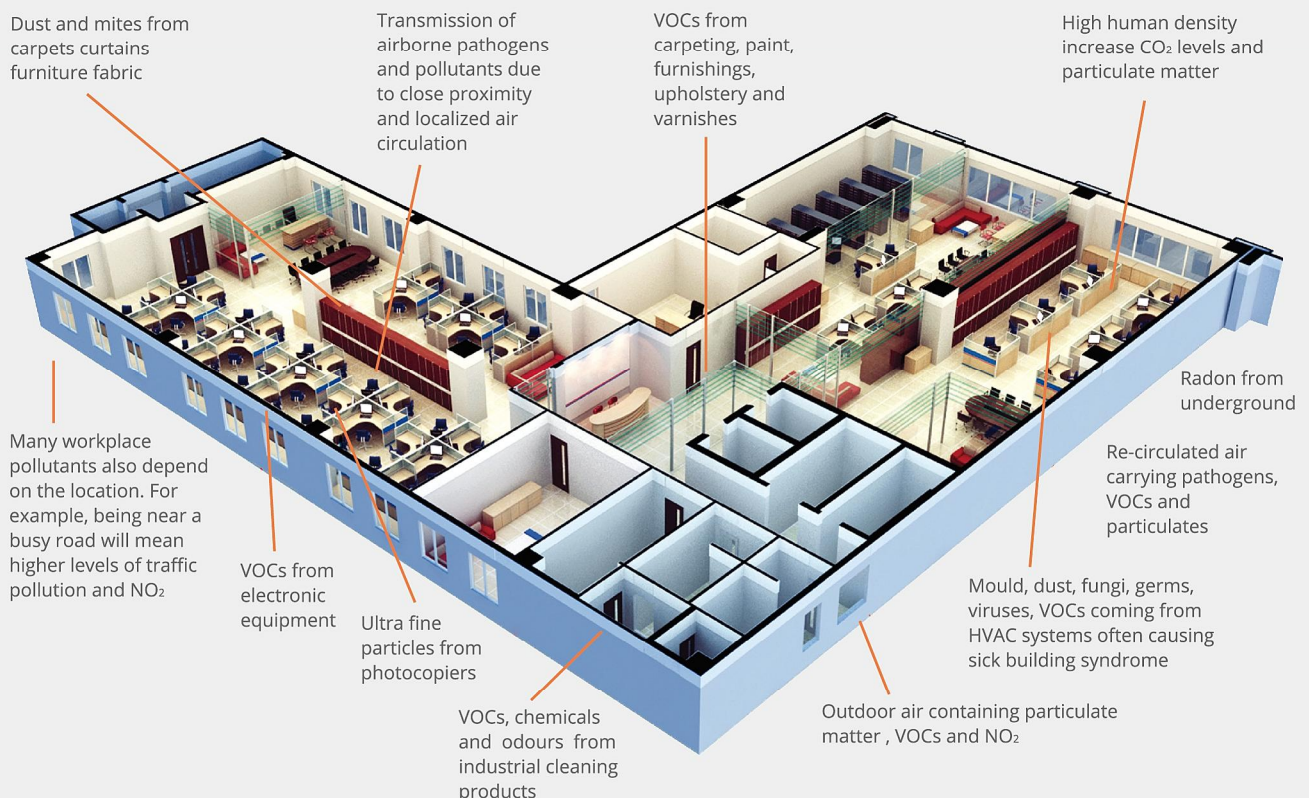 Dust and mites from
carpets curtains
furniture fabric
Transmission of
airborne pathogens
and pollutants due
to close proximity
and localized air
circulation
VOCs from
carpeting, paint,
furnishings,
upholstery and
varnishes
High human density
increase CO₂ levels and
particulate matter
Many workplace
pollutants also depend
on the location. For
example, being near a
busy road will mean
higher levels of traffic
pollution and NO₂
VOCs from
electronic
equipment
Ultra fine
particles from
photocopiers
VOCs, chemicals
and odours from
industrial cleaning
products
Outdoor air containing particulate
matter , VOCs and NO₂
Mould, dust, fungi, germs,
viruses, VOCs coming from
HVAC systems often causing
sick building syndrome
Re-circulated air
carrying pathogens,
VOCs and
particulates
Radon from
underground